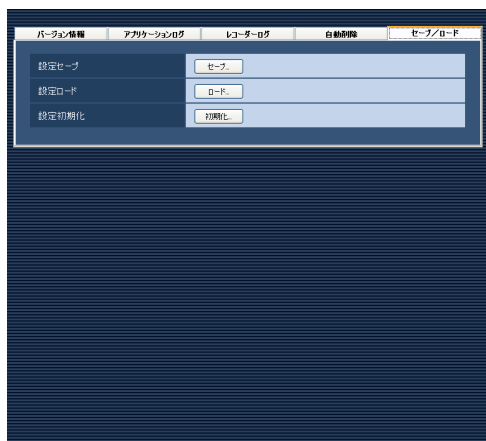 バージョン情報 アプリケーションログ レコーダーログ 自動削除 セーブ/ロード
設定セーブ セーブ...
設定ロード ロード...
設定初期化 初期化...